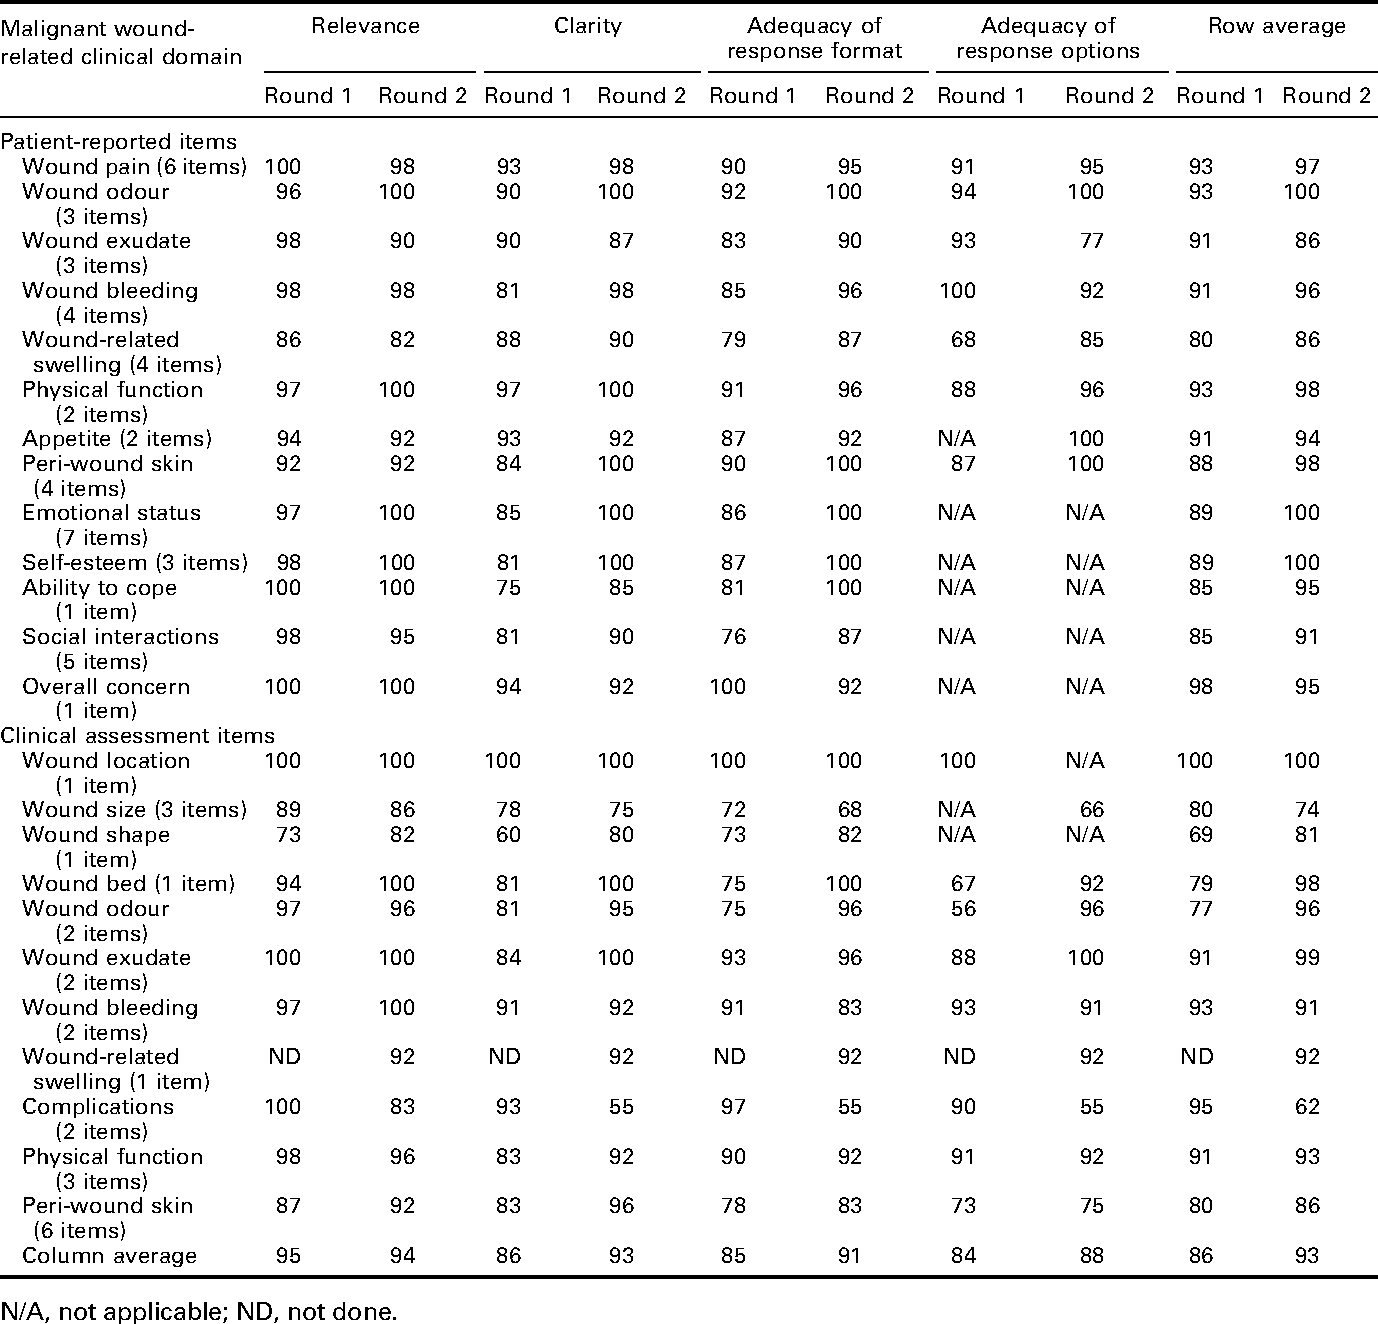 Malignant wound- Relevance Clarity Adequacy of Adequacy of Row average
related clinical domain response format response options
Round 1 Round 2 Round 1 Round 2 Round 1 Round 2 Round 1 Round 2 Round 1 Round 2
Patient-reported items
Wound pain (6 items) 100 98 93 98 90 95 91 95 93 97
Wound odour 96 100 90 100 92 100 94 100 93 100
(3 items)
Wound exudate 98 90 90 87 83 90 93 77 91 86
(3 items)
Wound bleeding 98 98 81 98 85 96 100 92 91 96
(4 items)
Wound-related 86 82 88 90 79 87 68 85 80 86
swelling (4 items)
Physical function 97 100 97 100 91 96 88 96 93 98
(2 items)
Appetite (2 items) 94 92 93 92 87 92 N/A 100 91 94
Peri-wound skin 92 92 84 100 90 100 87 100 88 98
(4 items)
Emotional status 97 100 85 100 86 100 N/A N/A 89 100
(7 items)
Self-esteem (3 items) 98 100 81 100 87 100 N/A N/A 89 100
Ability to cope 100 100 75 85 81 100 N/A N/A 85 95
(1 item)
Social interactions 98 95 81 90 76 87 N/A N/A 85 91
(5 items)
Overall concern 100 100 94 92 100 92 N/A N/A 98 95
(1 item)
Clinical assessment items
Wound location 100 100 100 100 100 100 100 N/A 100 100
(1 item)
Wound size (3 items) 89 86 78 75 72 68 N/A 66 80 74
Wound shape 73 82 60 80 73 82 N/A N/A 69 81
(1 item)
Wound bed (1 item) 94 100 81 100 75 100 67 92 79 98
Wound odour 97 96 81 95 75 96 56 96 77 96
(2 items)
Wound exudate 100 100 84 100 93 96 88 100 91 99
(2 items)
Wound bleeding 97 100 91 92 91 83 93 91 93 91
(2 items)
Wound-related ND 92 ND 92 ND 92 ND 92 ND 92
swelling (1 item)
Complications 100 83 93 55 97 55 90 55 95 62
(2 items)
Physical function 98 96 83 92 90 92 91 92 91 93
(3 items)
Peri-wound skin 87 92 83 96 78 83 73 75 80 86
(6 items)
Column average 95 94 86 93 85 91 84 88 86 93
N/A, not applicable; ND, not done.